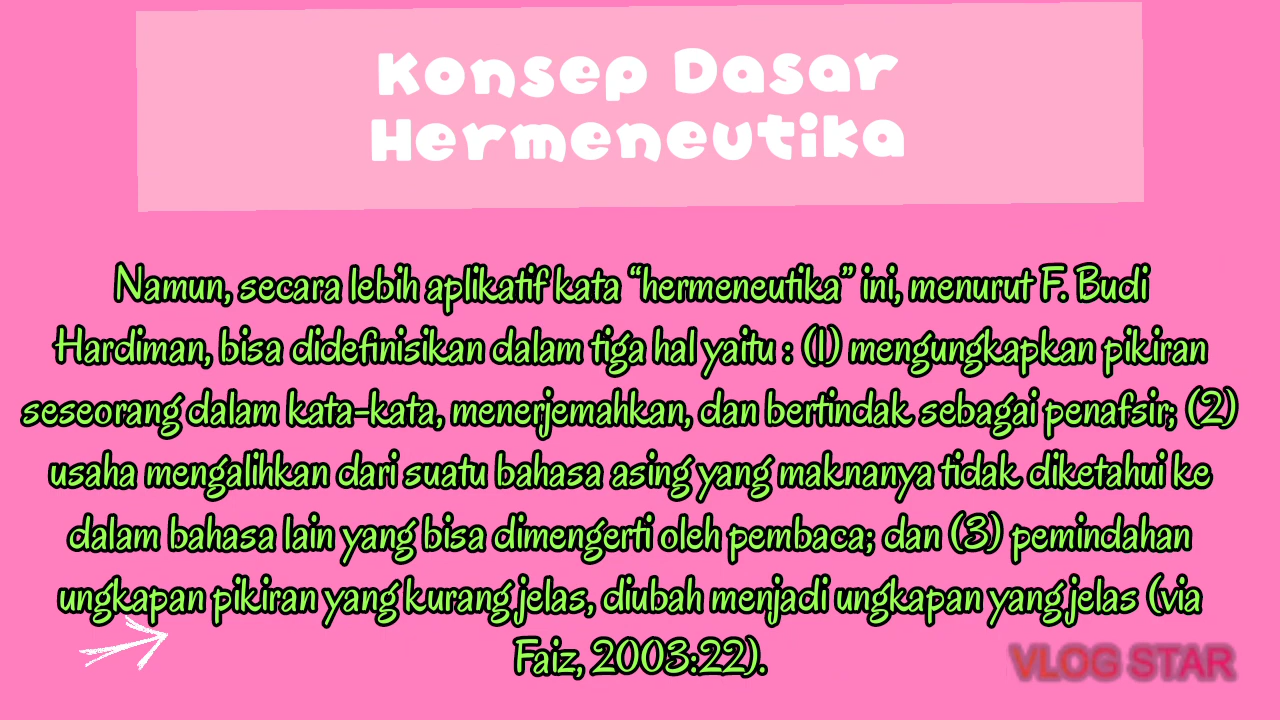 Konsep Dasar
Hermeneutika
Namun, secara lebih aplikatif kata “hermeneutika” ini, menurut F. Budi
Hardiman, bisa didefinisikan dalam tiga hal yaitu : (1) mengungkapkan pikiran
seseorang dalam kata-kata, menerjemahkan, dan bertindak sebagai penafsir; (2)
usaha mengalihkan dari suatu bahasa asing yang maknanya tidak diketahui ke
dalam bahasa lain yang bisa dimengerti oleh pembaca; dan (3) pemindahan
ungkapan pikiran yang kurang jelas, diubah menjadi ungkapan yang jelas (via
Faiz, 2003:22).
VLOG STAR